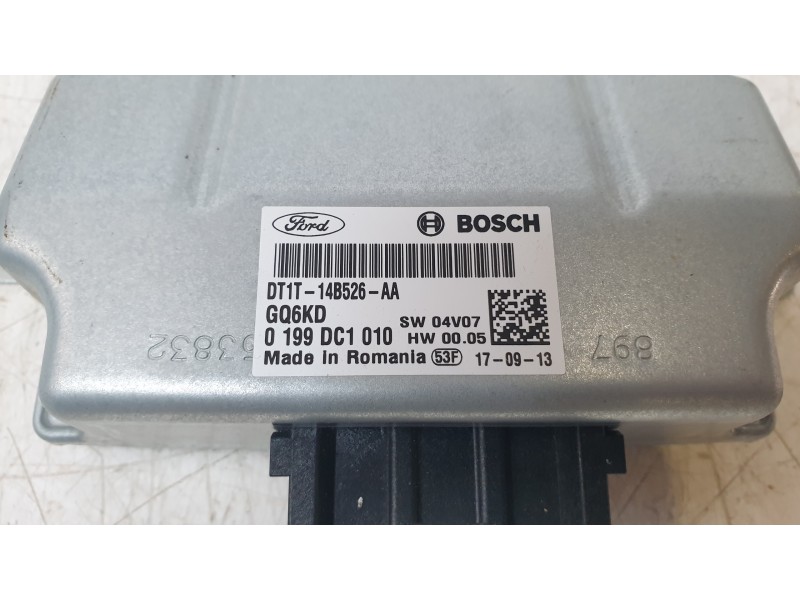 Ford BOSCH
DT1T-14B526-AA
GQ6KD
SW 04V07
0 199 DC1 010
HW 00.05
Made in Romania 53F 17-09-13
53832
897